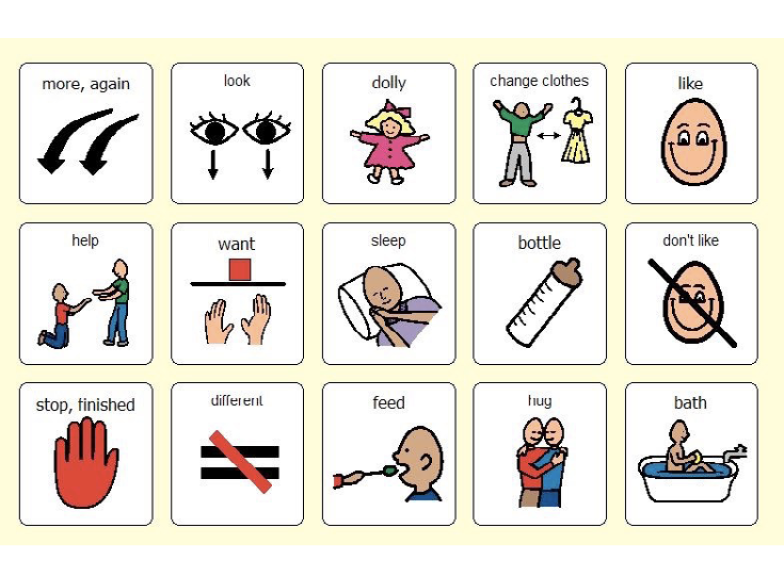 more, again
look
dolly
change clothes
like
help
want
sleep
bottle
don't like
stop, finished
different
feed
hug
bath